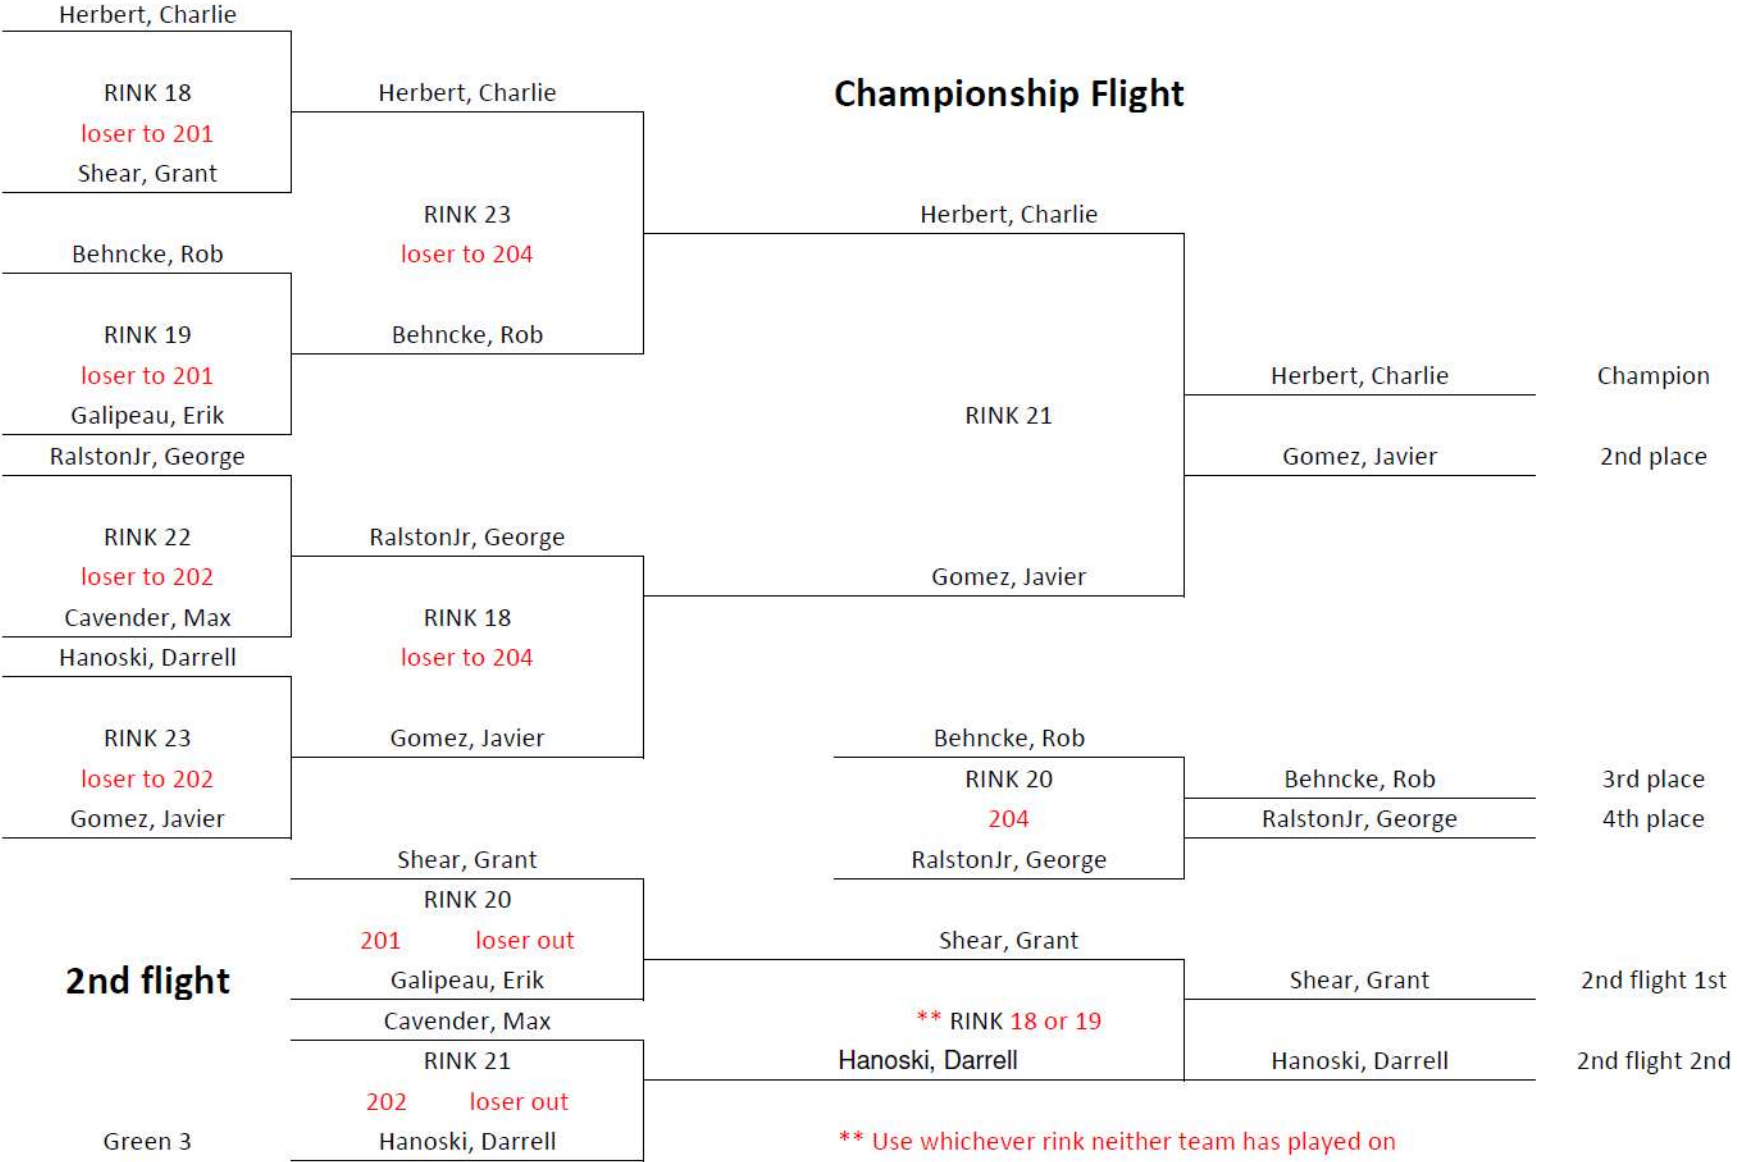 Herbert, Charlie
RINK 18
loser to 201
Shear, Grant
Behncke, Rob
RINK 19
loser to 201
Galipeau, Erik
RalstonJr, George
RINK 22
loser to 202
Cavender, Max
Hanoski, Darrell
RINK 23
loser to 202
Gomez, Javier
Herbert, Charlie
RINK 23
loser to 204
Behncke, Rob
RalstonJr, George
RINK 18
loser to 204
Gomez, Javier
Championship Flight
Herbert, Charlie
RINK 21
Gomez, Javier
Herbert, Charlie Champion
Gomez, Javier 2nd place
Behncke, Rob
RINK 20
204
RalstonJr, George
Behncke, Rob 3rd place
RalstonJr, George 4th place
2nd flight
Shear, Grant
RINK 20
201 loser out
Galipeau, Erik
Cavender, Max
RINK 21
202 loser out
Hanoski, Darrell
Shear, Grant
** RINK 18 or 19
Hanoski, Darrell
Shear, Grant 2nd flight 1st
Hanoski, Darrell 2nd flight 2nd
Green 3
** Use whichever rink neither team has played on